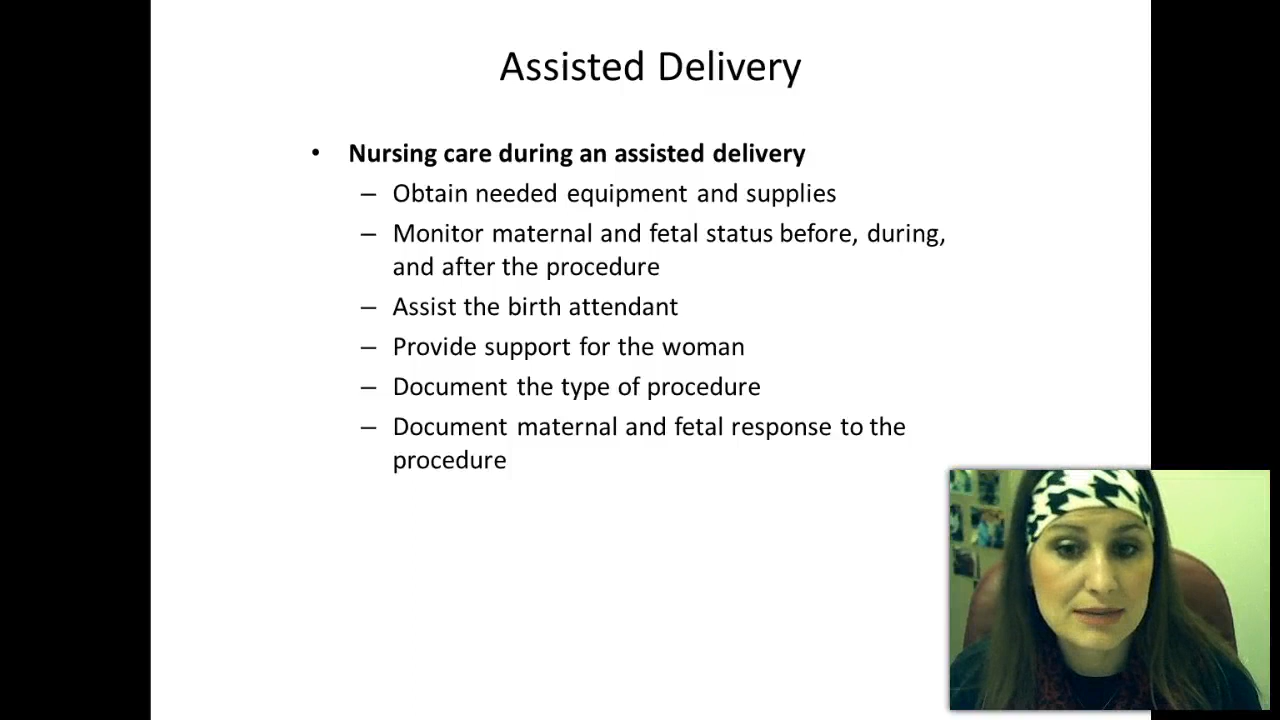 Assisted Delivery
• Nursing care during an assisted delivery
– Obtain needed equipment and supplies
– Monitor maternal and fetal status before, during,
and after the procedure
– Assist the birth attendant
– Provide support for the woman
– Document the type of procedure
– Document maternal and fetal response to the
procedure